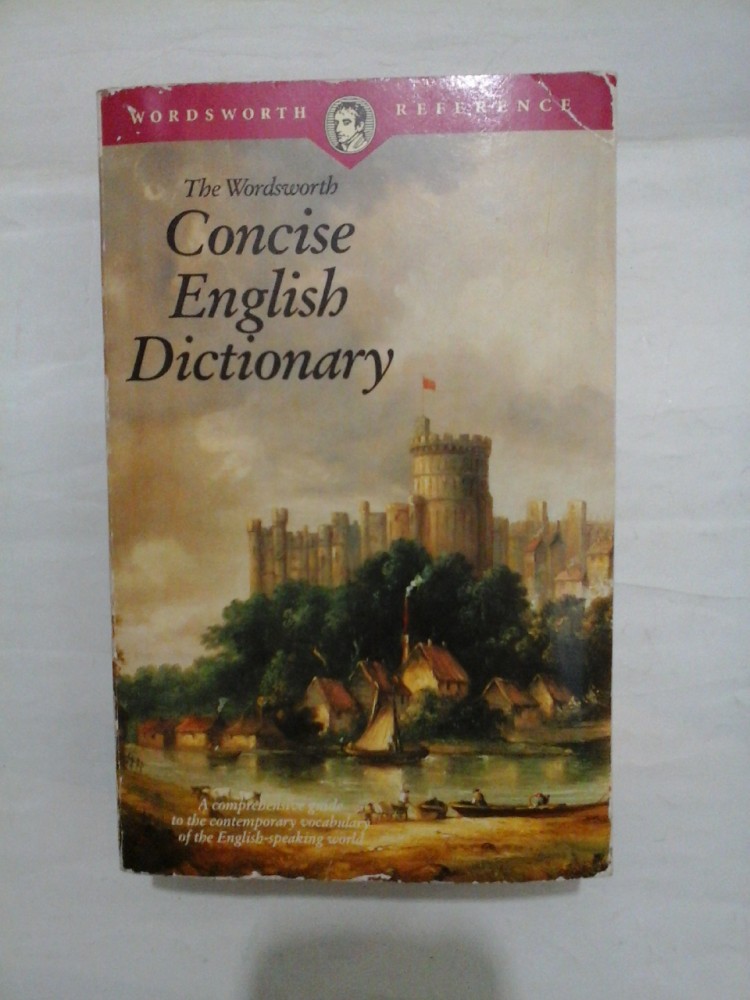 WORDSWORTH REFERENCE
The Wordsworth
Concise
English
Dictionary
A comprehensive guide
to the contemporary vocabulary
of the English-speaking world